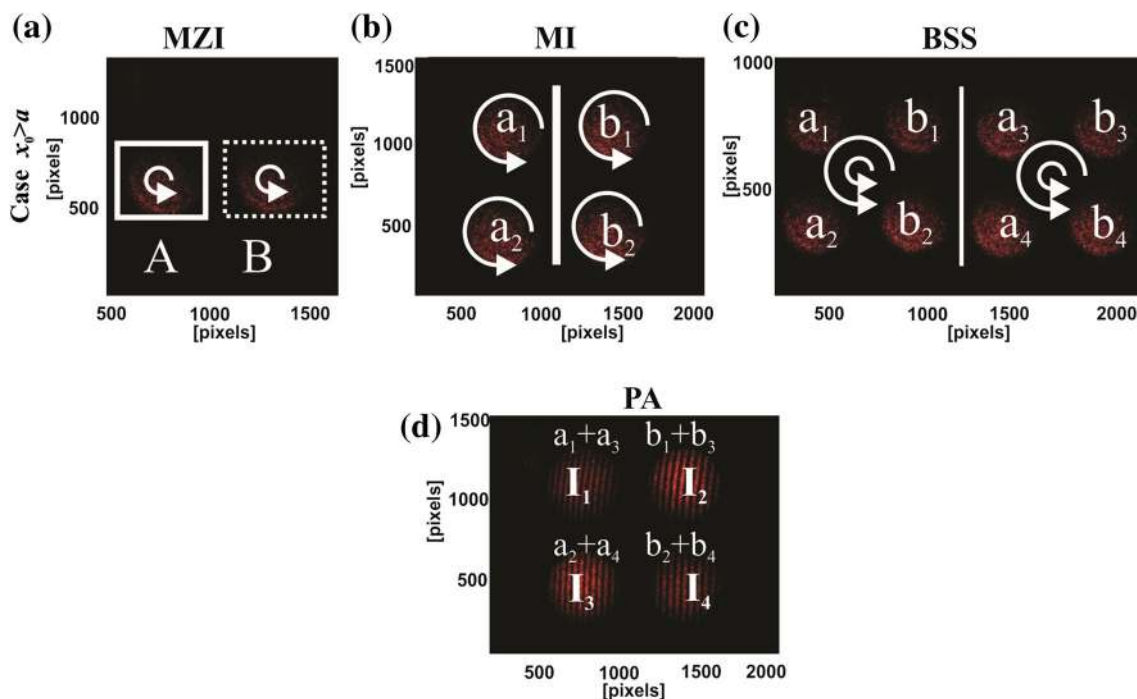 (a) MZI
Case x₀>a
[pixels]
1000
500
A B
500 1000 1500
[pixels]
(b) MI
[pixels]
1500
1000
500
a₁ b₁
a₂ b₂
500 1000 1500 2000
[pixels]
(c) BSS
1000
500
a₁ b₁ a₃ b₃
a₂ b₂ a₄ b₄
500 1000 1500 2000
[pixels]
(d) PA
[pixels]
1500
1000
500
a₁+a₃ b₁+b₃
I₁ I₂
a₂+a₄ b₂+b₄
I₃ I₄
500 1000 1500 2000
[pixels]